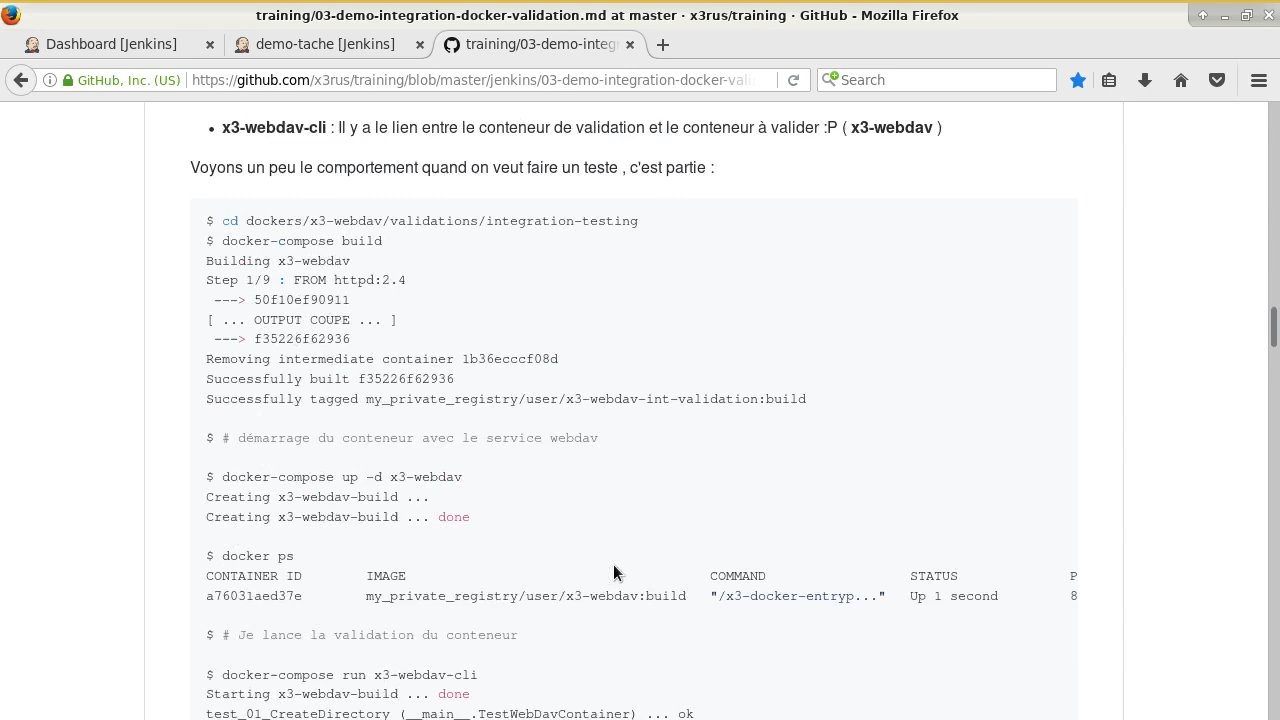 training/03-demo-integration-docker-validation.md at master · x3rus/training · GitHub - Mozilla Firefox
Dashboard [Jenkins]
demo-tache [Jenkins]
training/03-demo-integ
GitHub, Inc. (US)
https://github.com/x3rus/training/blob/master/jenkins/03-demo-integration-docker-vali
Search
• x3-webdav-cli : Il y a le lien entre le conteneur de validation et le conteneur à valider :P ( x3-webdav )
Voyons un peu le comportement quand on veut faire un teste , c'est partie :
$ cd dockers/x3-webdav/validations/integration-testing
$ docker-compose build
Building x3-webdav
Step 1/9 : FROM httpd:2.4
---> 50f10ef90911
[ ... OUTPUT COUPE ... ]
---> f35226f62936
Removing intermediate container 1b36ecccf08d
Successfully built f35226f62936
Successfully tagged my_private_registry/user/x3-webdav-int-validation:build
$ # démarrage du conteneur avec le service webdav
$ docker-compose up -d x3-webdav
Creating x3-webdav-build ...
Creating x3-webdav-build ... done
$ docker ps
CONTAINER ID IMAGE COMMAND STATUS P
a76031aed37e my_private_registry/user/x3-webdav:build "/x3-docker-entryp..." Up 1 second 8
$ # Je lance la validation du conteneur
$ docker-compose run x3-webdav-cli
Starting x3-webdav-build ... done
test_01_CreateDirectory (__main__.TestWebDavContainer) ... ok